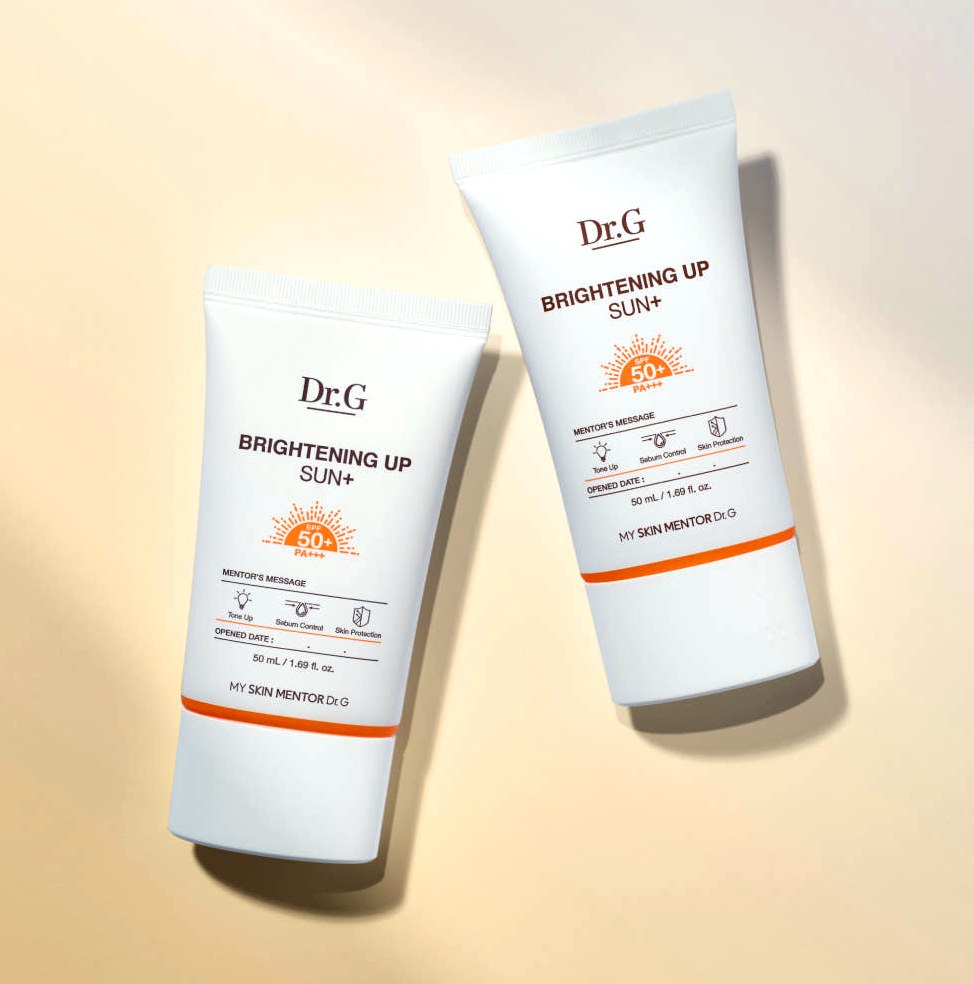 Dr.G
BRIGHTENING UP
SUN+
SPF
50+
PA+++
MENTOR'S MESSAGE
Tone Up Sebum Control Skin Protection
OPENED DATE : . .
50 mL / 1.69 fl. oz.
MY SKIN MENTOR Dr.G
Dr.G
BRIGHTENING UP
SUN+
SPF
50+
PA+++
MENTOR'S MESSAGE
Tone Up Sebum Control Skin Protection
OPENED DATE : . .
50 mL / 1.69 fl. oz.
MY SKIN MENTOR Dr.G